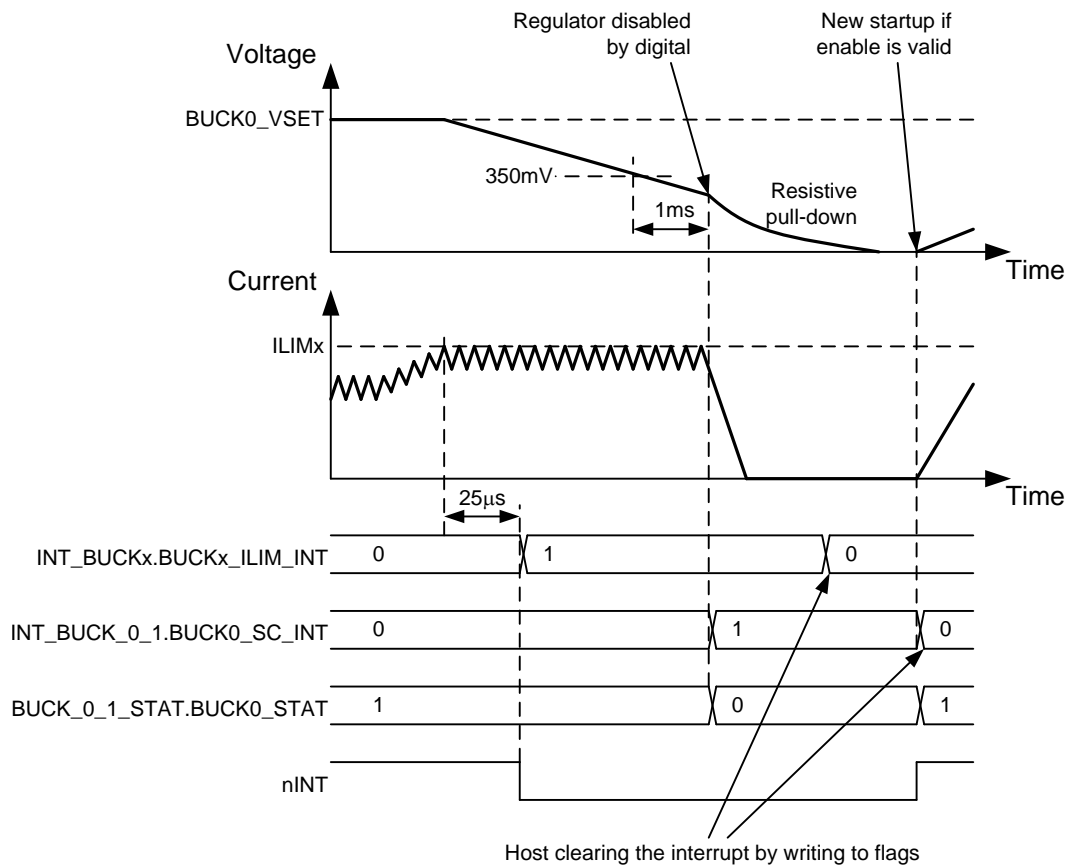 Regulator disabled
by digital
New startup if
enable is valid
Voltage
BUCK0_VSET
350mV
1ms
Resistive
pull-down
Time
Current
ILIMx
Time
25µs
INT_BUCKx.BUCKx_ILIM_INT
0
1
0
INT_BUCK_0_1.BUCK0_SC_INT
0
1
0
BUCK_0_1_STAT.BUCK0_STAT
1
0
1
nINT
Host clearing the interrupt by writing to flags